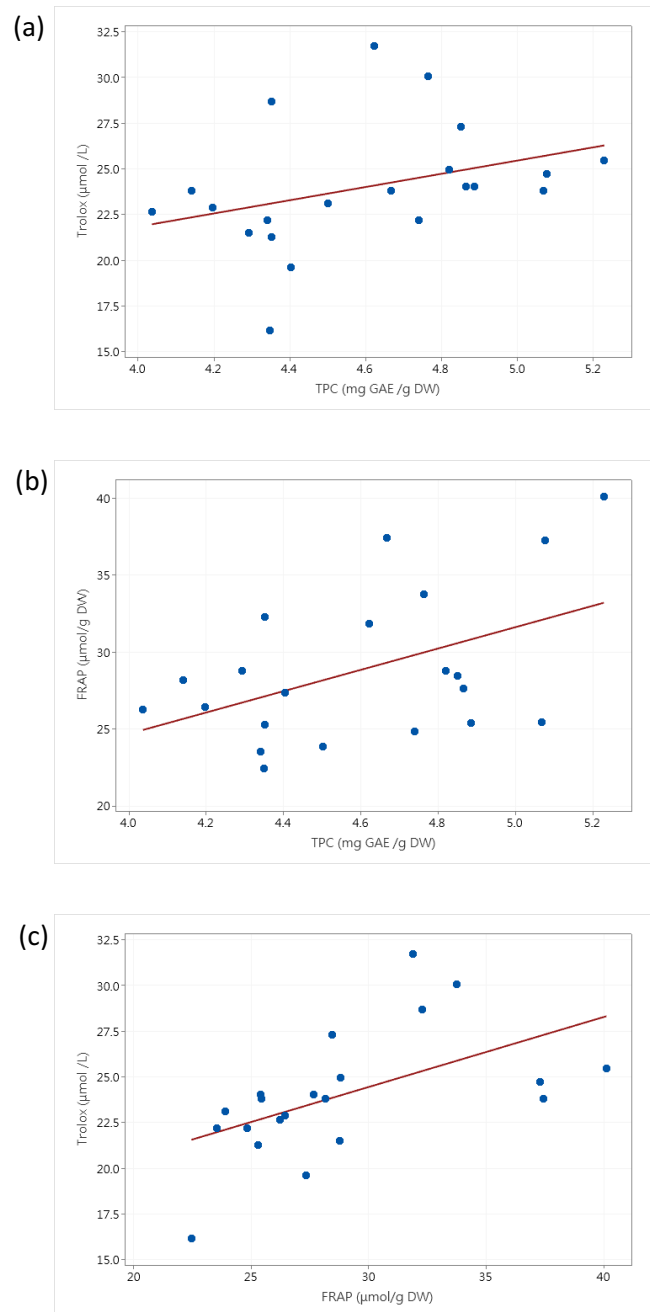 (a)
32.5
30.0
27.5
25.0
22.5
20.0
17.5
15.0
Trolox (µmol /L)
4.0 4.2 4.4 4.6 4.8 5.0 5.2
TPC (mg GAE /g DW)
(b)
40
35
30
25
20
FRAP (µmol/g DW)
4.0 4.2 4.4 4.6 4.8 5.0 5.2
TPC (mg GAE /g DW)
(c)
32.5
30.0
27.5
25.0
22.5
20.0
17.5
15.0
Trolox (µmol /L)
20 25 30 35 40
FRAP (µmol/g DW)